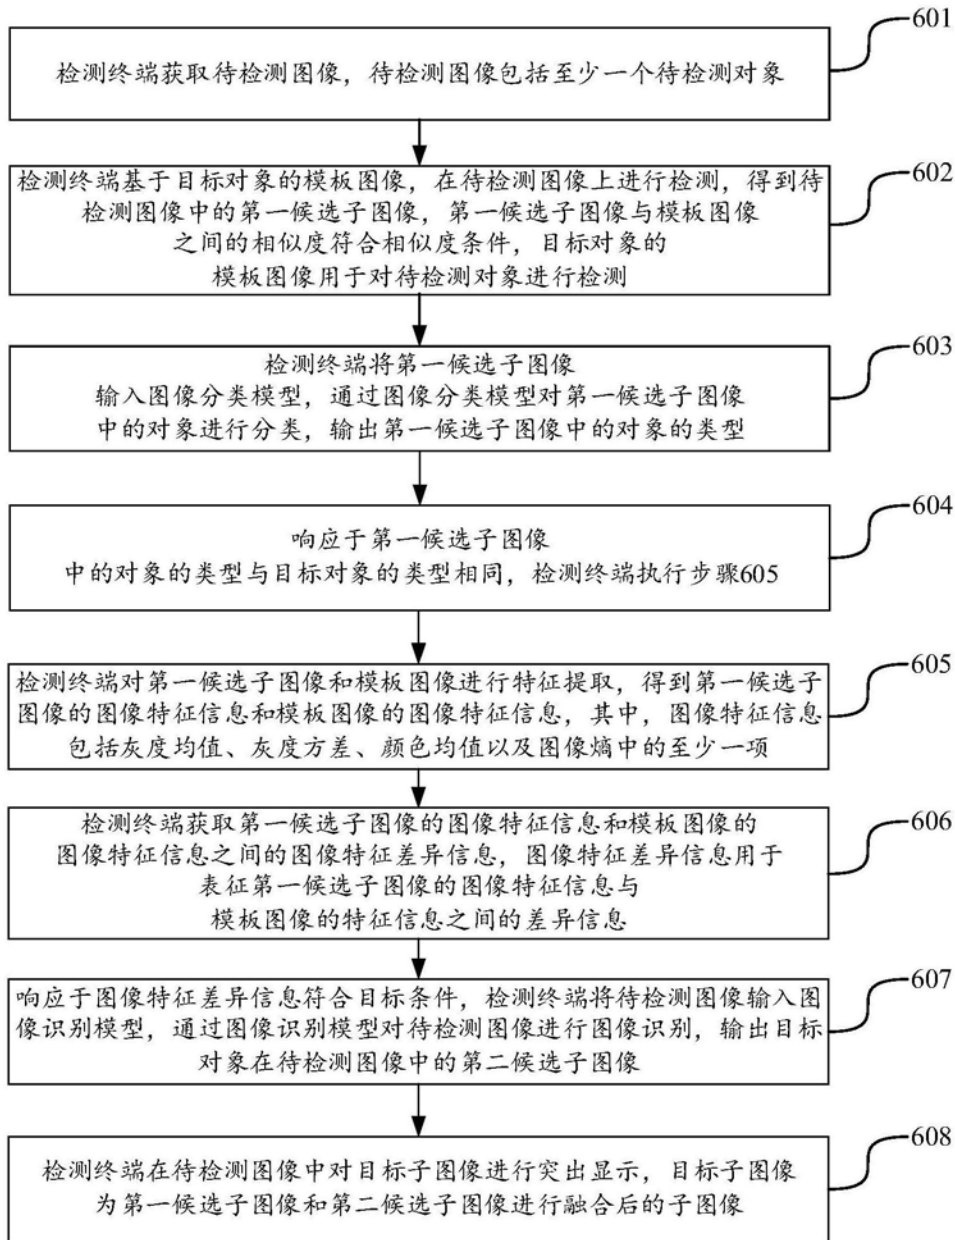 601
检测终端获取待检测图像，待检测图像包括至少一个待检测对象
602
检测终端基于目标对象的模板图像，在待检测图像上进行检测，得到待
检测图像中的第一候选子图像，第一候选子图像与模板图像
之间的相似度符合相似度条件，目标对象的
模板图像用于对待检测对象进行检测
603
检测终端将第一候选子图像
输入图像分类模型，通过图像分类模型对第一候选子图像
中的对象进行分类，输出第一候选子图像中的对象的类型
604
响应于第一候选子图像
中的对象的类型与目标对象的类型相同，检测终端执行步骤605
605
检测终端对第一候选子图像和模板图像进行特征提取，得到第一候选子
图像的图像特征信息和模板图像的图像特征信息，其中，图像特征信息
包括灰度均值、灰度方差、颜色均值以及图像熵中的至少一项
606
检测终端获取第一候选子图像的图像特征信息和模板图像的
图像特征信息之间的图像特征差异信息，图像特征差异信息用于
表征第一候选子图像的图像特征信息与
模板图像的特征信息之间的差异信息
607
响应于图像特征差异信息符合目标条件，检测终端将待检测图像输入图
像识别模型，通过图像识别模型对待检测图像进行图像识别，输出目标
对象在待检测图像中的第二候选子图像
608
检测终端在待检测图像中对目标子图像进行突出显示，目标子图像
为第一候选子图像和第二候选子图像进行融合后的子图像